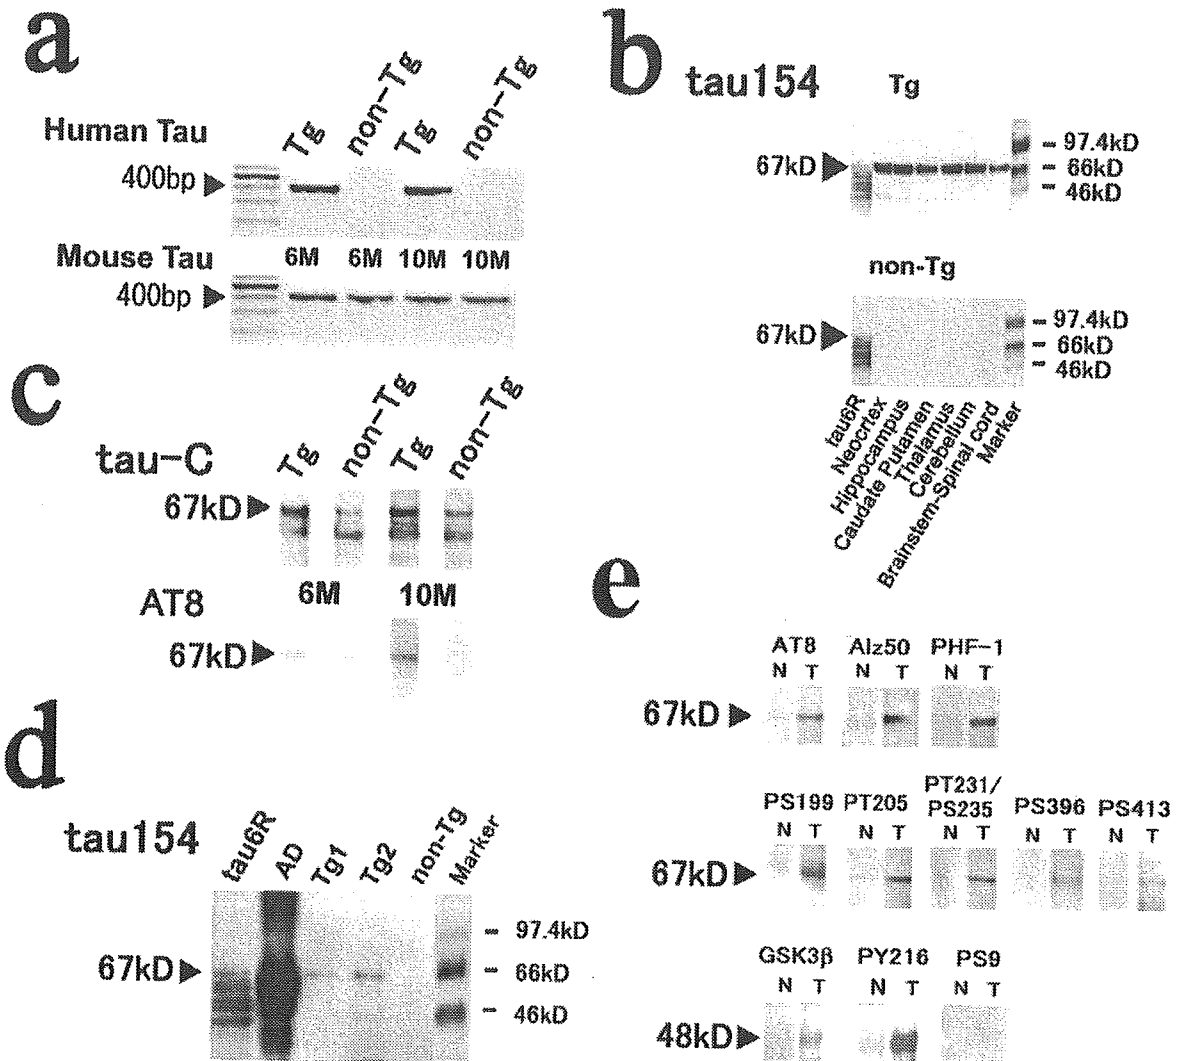 a
Tg non-Tg Tg non-Tg
Human Tau
400bp
6M 6M 10M 10M
Mouse Tau
400bp
b
tau154 Tg
67kD
97.4kD
66kD
46kD
non-Tg
67kD
97.4kD
66kD
46kD
tau6R
Neocrtex
Hippocampus
Caudate Putamen
Thalamus
Cerebellum
Brainstem-Spinal cord
Marker
c
tau-C
Tg non-Tg Tg non-Tg
67kD
6M 10M
AT8
67kD
d
tau154
tau6R AD Tg1 Tg2 non-Tg Marker
97.4kD
67kD
66kD
46kD
e
AT8 Alz50 PHF-1
N T N T N T
67kD
PS199 PT205 PT231/PS235 PS396 PS413
N T N T N T N T N T
67kD
GSK3β PY216 PS9
N T N T N T
48kD